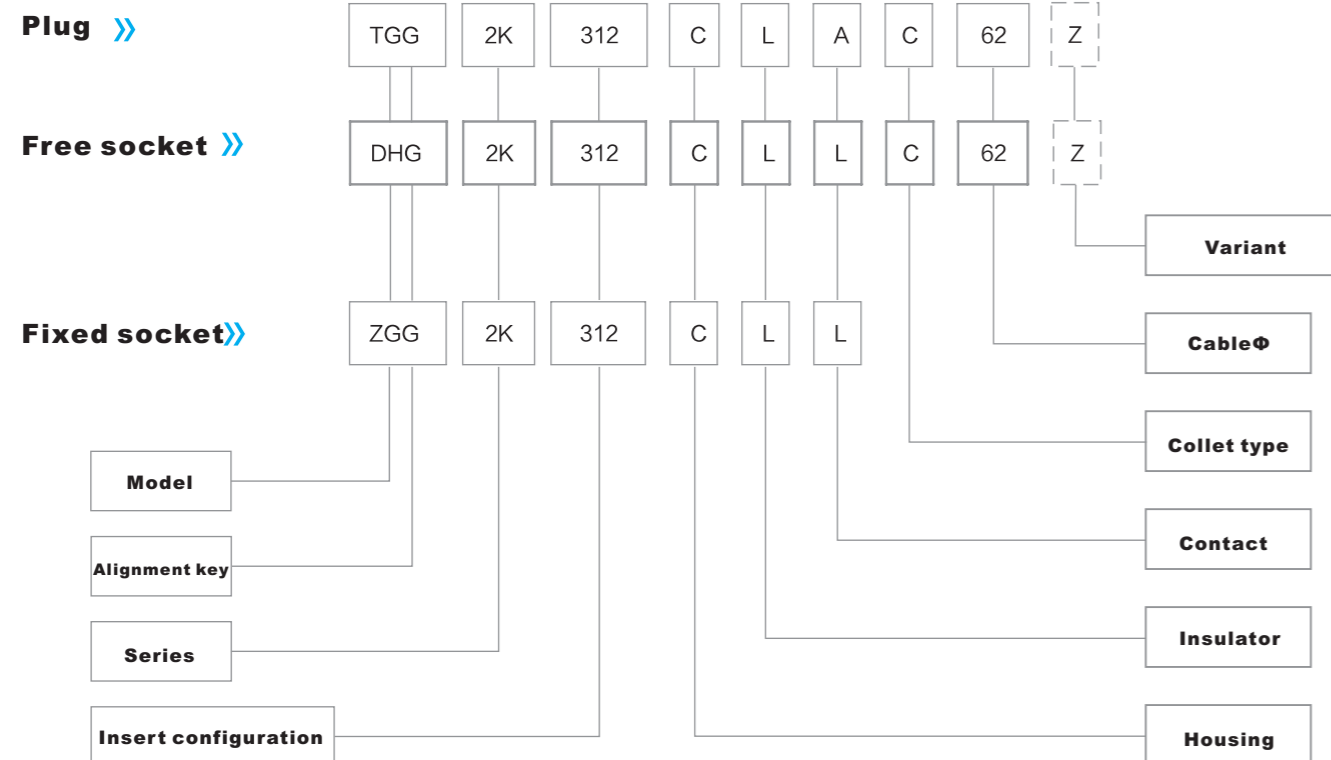 Plug » TGG 2K 312 C L A C 62 Z
Free socket » DHG 2K 312 C L L C 62 Z
Variant
Fixed socket» ZGG 2K 312 C L L
CableΦ
Collet type
Model
Contact
Alignment key
Insulator
Series
Insert configuration
Housing